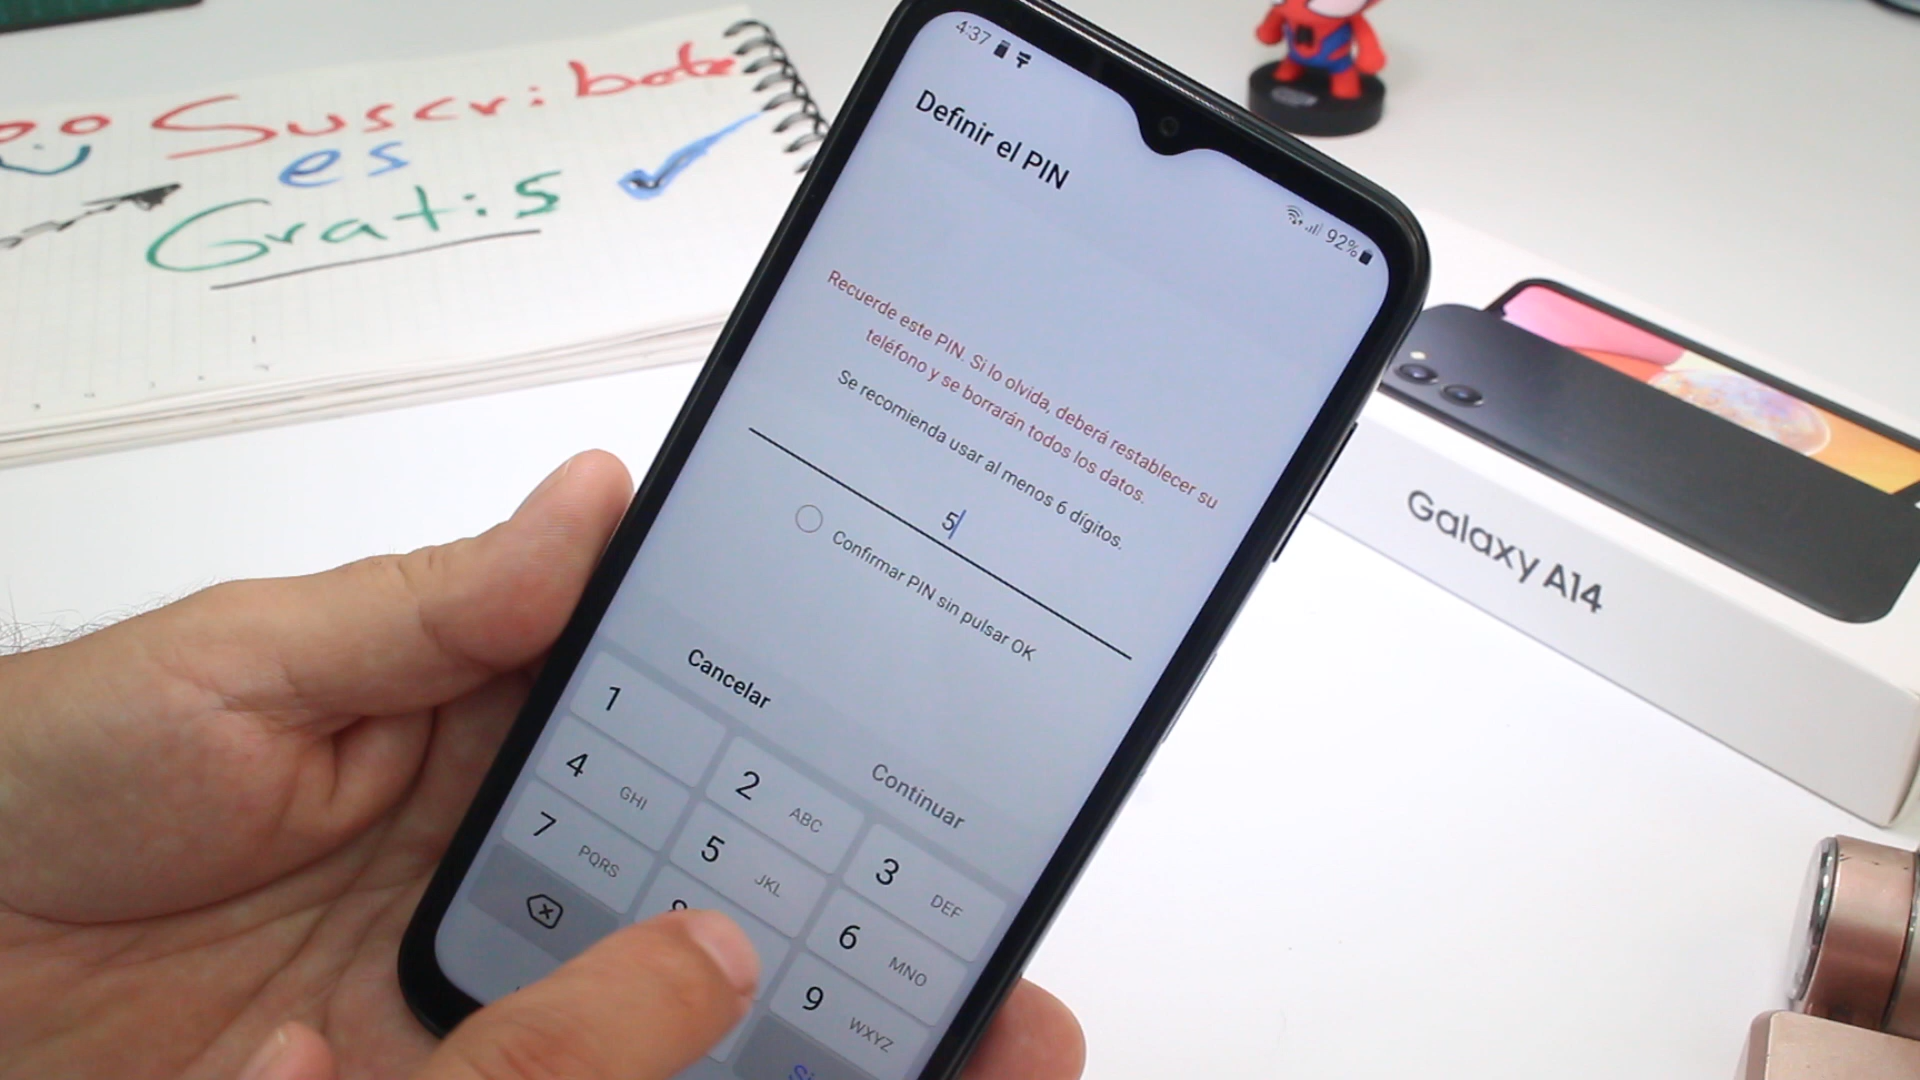 Suscribete
es
Gratis
4:37
92%
Definir el PIN
Recuerde este PIN. Si lo olvida, deberá restablecer su
teléfono y se borrarán todos los datos.
Se recomienda usar al menos 6 dígitos.
5
Confirmar PIN sin pulsar OK
Cancelar
Continuar
1
2 ABC
3 DEF
4 GHI
5 JKL
6 MNO
7 PQRS
8
9 WXYZ
Galaxy A14